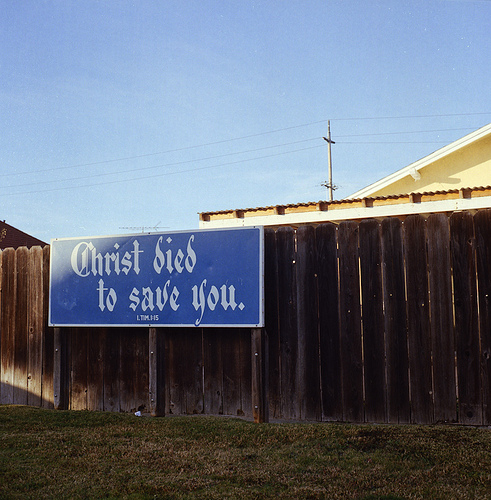 Christ died
to save you.
I. TIM. 1:15